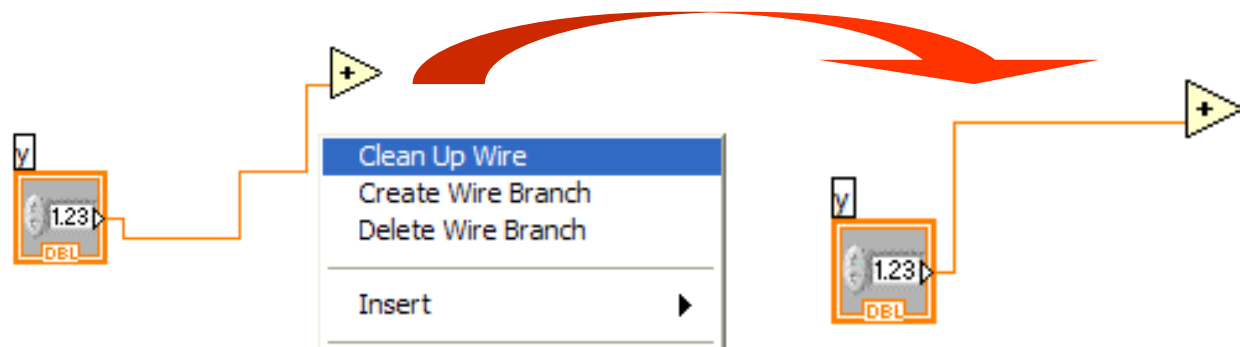 +
y
1.23
DBL
Clean Up Wire
Create Wire Branch
Delete Wire Branch
Insert
+
y
1.23
DBL